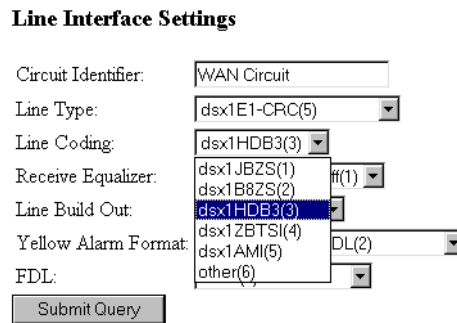 Line Interface Settings
Circuit Identifier: WAN Circuit
Line Type: dsx1E1-CRC(5)
Line Coding: dsx1HDB3(3)
dsx1JBZS(1)
dsx1B8ZS(2)
dsx1HDB3(3)
dsx1ZBTSI(4)
dsx1AMI(5)
other(6)
Receive Equalizer: ff(1)
Line Build Out:
Yellow Alarm Format: DL(2)
FDL:
Submit Query